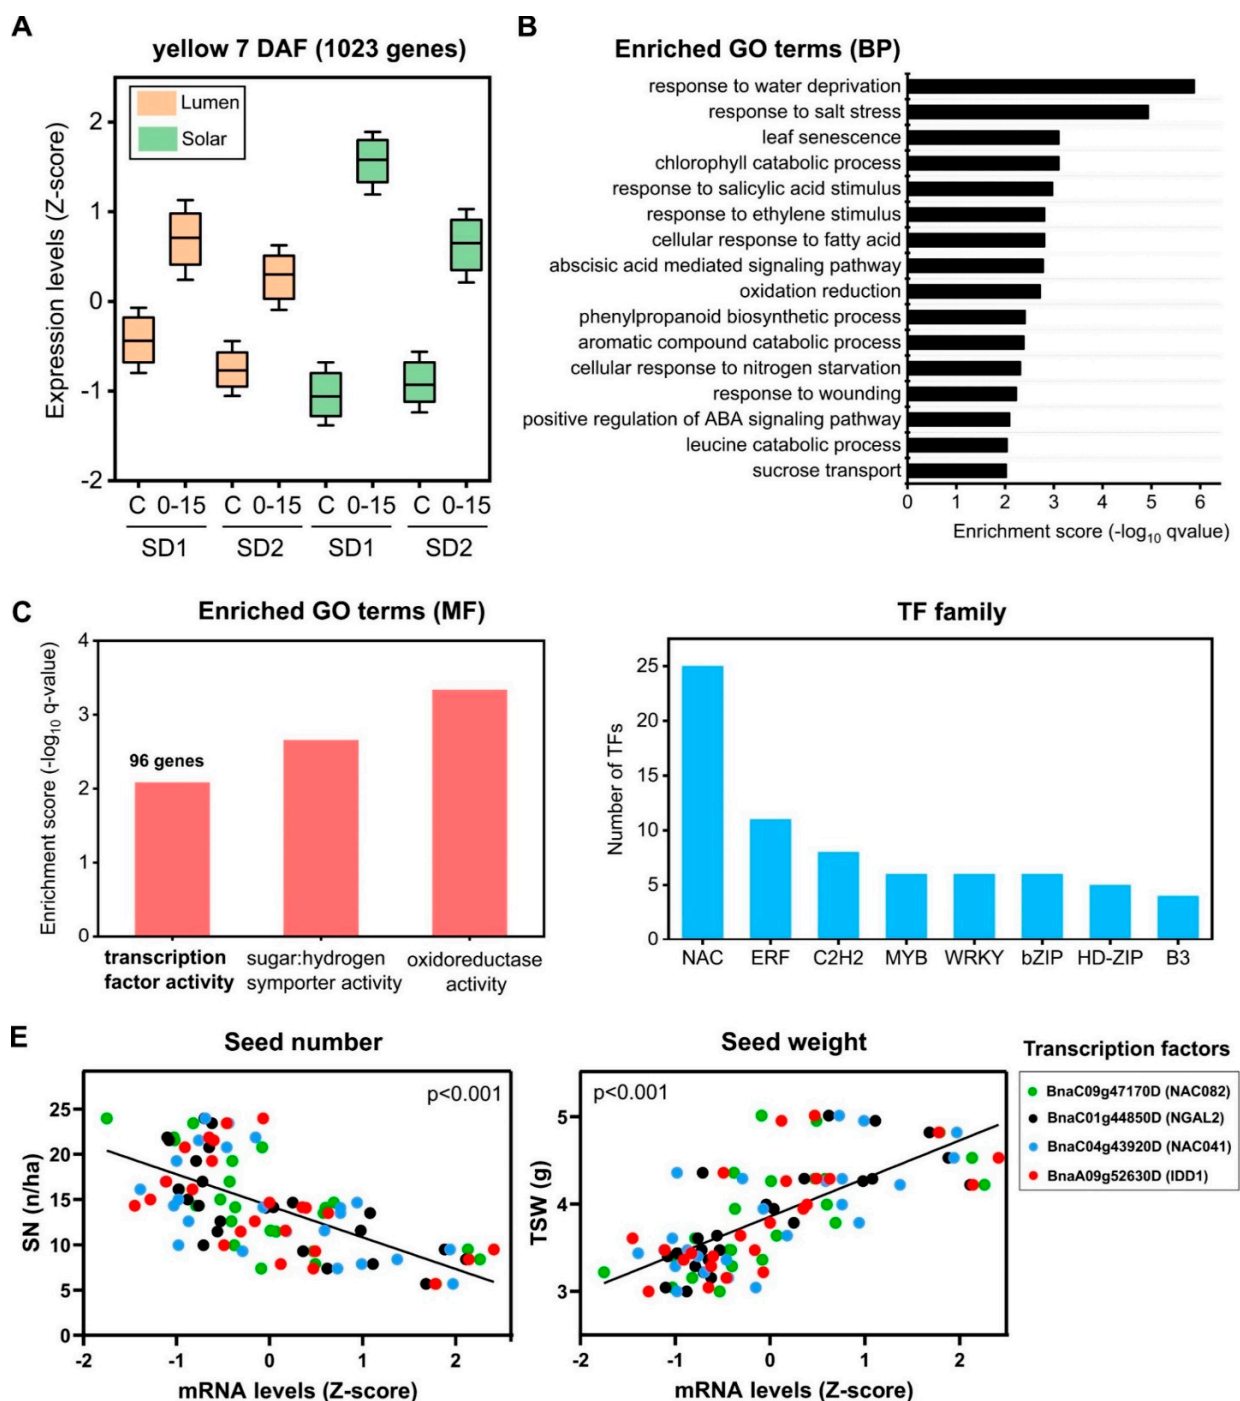 A
yellow 7 DAF (1023 genes)
Lumen
Solar
Expression levels (Z-score)
2
1
0
-1
-2
C 0-15 C 0-15 C 0-15 C 0-15
SD1 SD2 SD1 SD2
B
Enriched GO terms (BP)
response to water deprivation
response to salt stress
leaf senescence
chlorophyll catabolic process
response to salicylic acid stimulus
response to ethylene stimulus
cellular response to fatty acid
abscisic acid mediated signaling pathway
oxidation reduction
phenylpropanoid biosynthetic process
aromatic compound catabolic process
cellular response to nitrogen starvation
response to wounding
positive regulation of ABA signaling pathway
leucine catabolic process
sucrose transport
0 1 2 3 4 5 6
Enrichment score (-log₁₀ qvalue)
C
Enriched GO terms (MF)
Enrichment score (-log₁₀ q-value)
4
3
2
1
0
96 genes
transcription
factor activity
sugar:hydrogen
symporter activity
oxidoreductase
activity
TF family
Number of TFs
25
20
15
10
5
0
NAC ERF C2H2 MYB WRKY bZIP HD-ZIP B3
E
Seed number
p<0.001
SN (n/ha)
25
20
15
10
5
0
-2 -1 0 1 2
mRNA levels (Z-score)
Seed weight
p<0.001
TSW (g)
5
4
3
-2 -1 0 1 2
mRNA levels (Z-score)
Transcription factors
BnaC09g47170D (NAC082)
BnaC01g44850D (NGAL2)
BnaC04g43920D (NAC041)
BnaA09g52630D (IDD1)